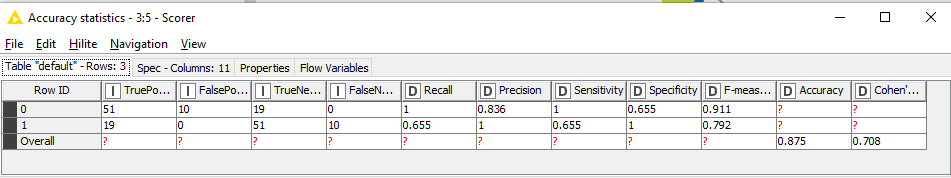 Accuracy statistics - 3:5 - Scorer
File Edit Hilite Navigation View
Table "default" - Rows: 3 Spec - Columns: 11 Properties Flow Variables
Row ID I TruePo... I FalsePo... I TrueNe... I FalseN... D Recall D Precision D Sensitivity D Specificity D F-meas... D Accuracy D Cohen'...
0 51 10 19 0 1 0.836 1 0.655 0.911 ? ?
1 19 0 51 10 0.655 1 0.655 1 0.792 ? ?
Overall ? ? ? ? ? ? ? ? ? 0.875 0.708